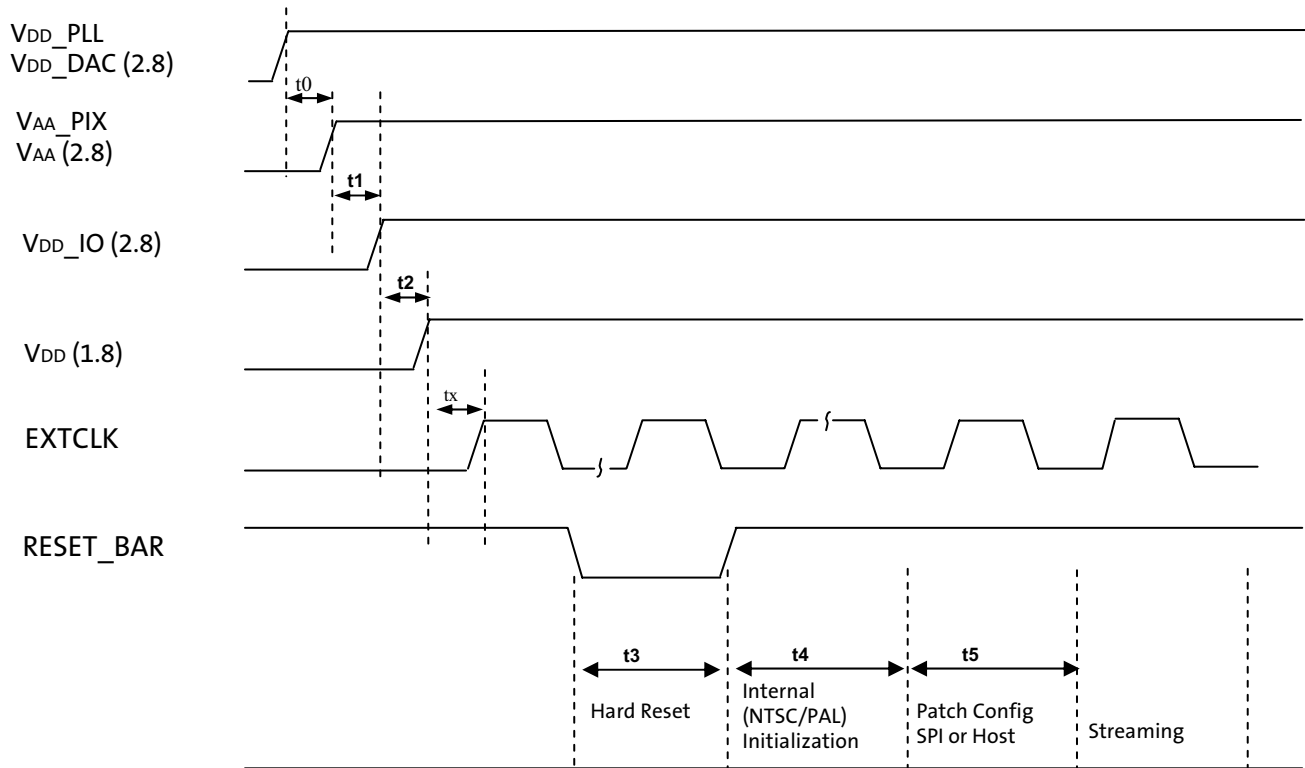 VDD_PLL
VDD_DAC (2.8)
t0
VAA_PIX
VAA (2.8)
t1
VDD_IO (2.8)
t2
VDD (1.8)
tx
EXTCLK
RESET_BAR
t3
t4
t5
Hard Reset
Internal
(NTSC/PAL)
Initialization
Patch Config
SPI or Host
Streaming